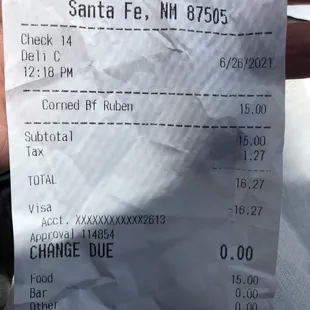 Santa Fe, NM 87505
Check 14
Deli C 6/26/2021
12:18 PM
Corned Bf Ruben 15.00
Subtotal 15.00
Tax 1.27
TOTAL 16.27
Visa -16.27
Acct. XXXXXXXXXXXX2613
Approval 114854
CHANGE DUE 0.00
Food 15.00
Bar 0.00
Other 0.00